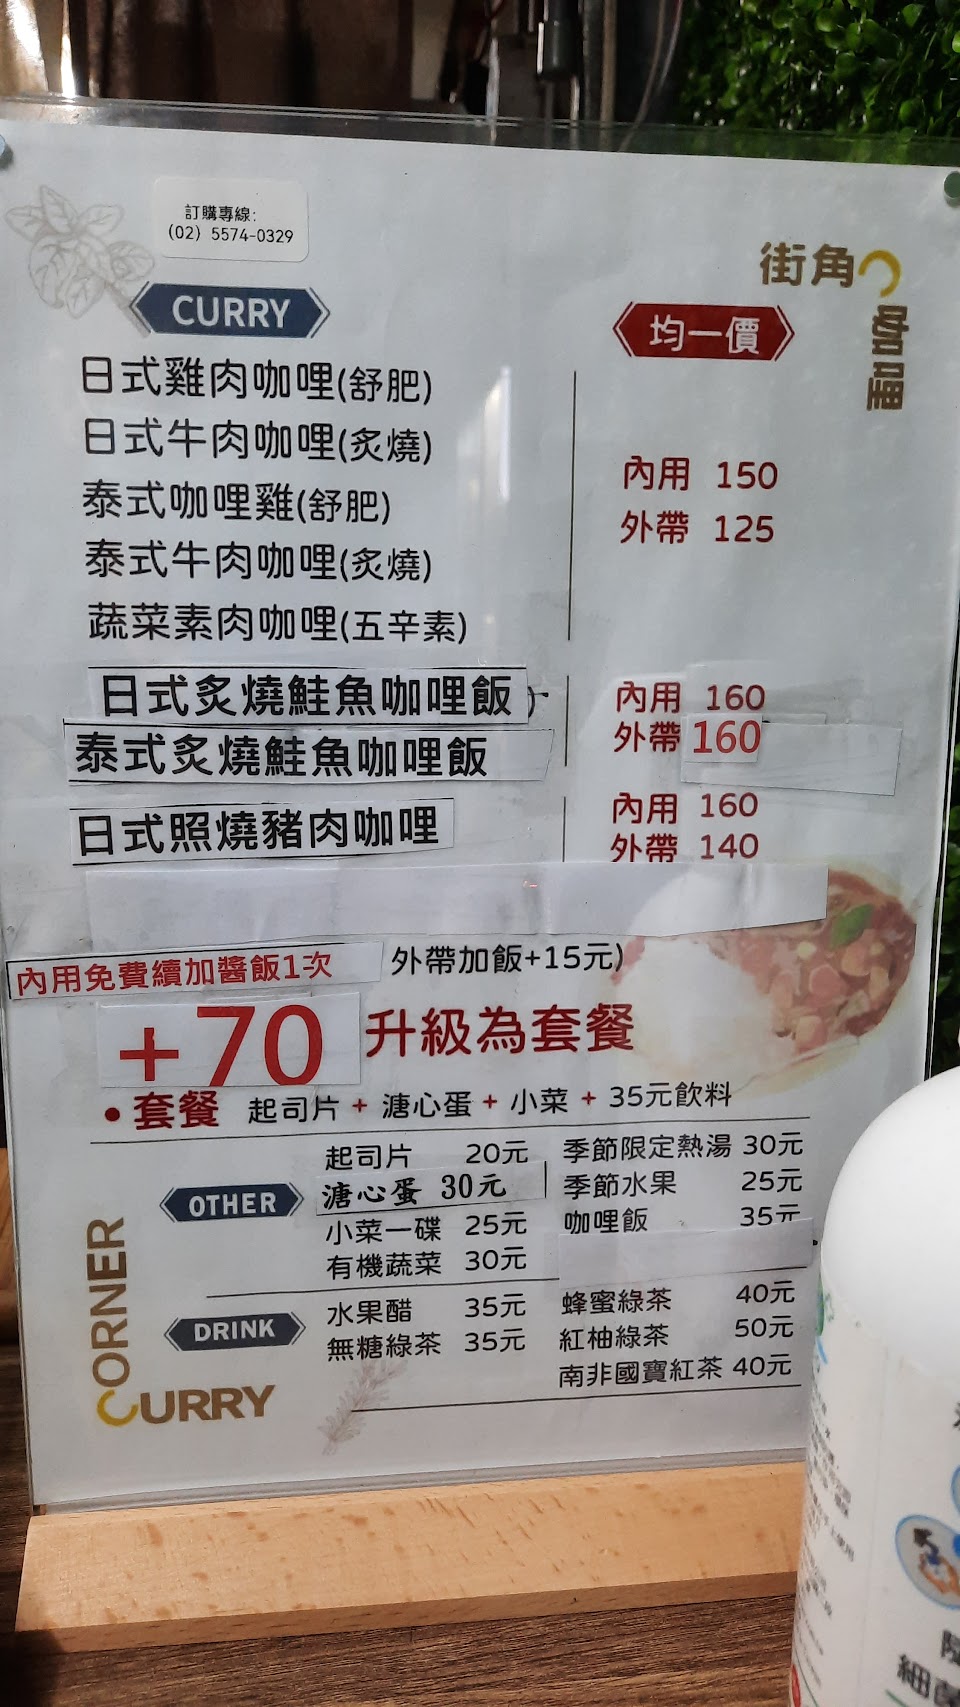 訂購專線:
(02) 5574-0329
街角
咖哩
CURRY
均一價
日式雞肉咖哩(舒肥)
日式牛肉咖哩(炙燒)
泰式咖哩雞(舒肥)
泰式牛肉咖哩(炙燒)
蔬菜素肉咖哩(五辛素)
內用 150
外帶 125
日式炙燒鮭魚咖哩飯)
泰式炙燒鮭魚咖哩飯
內用 160
外帶 160
日式照燒豬肉咖哩
內用 160
外帶 140
內用免費續加醬飯1次 外帶加飯+15元)
+70 升級為套餐
• 套餐 起司片 + 溏心蛋 + 小菜 + 35元飲料
OTHER
起司片 20元
溏心蛋 30元
小菜一碟 25元
有機蔬菜 30元
季節限定熱湯 30元
季節水果 25元
咖哩飯 35元
DRINK
水果醋 35元
無糖綠茶 35元
蜂蜜綠茶 40元
紅柚綠茶 50元
南非國寶紅茶 40元
CORNER
CURRY